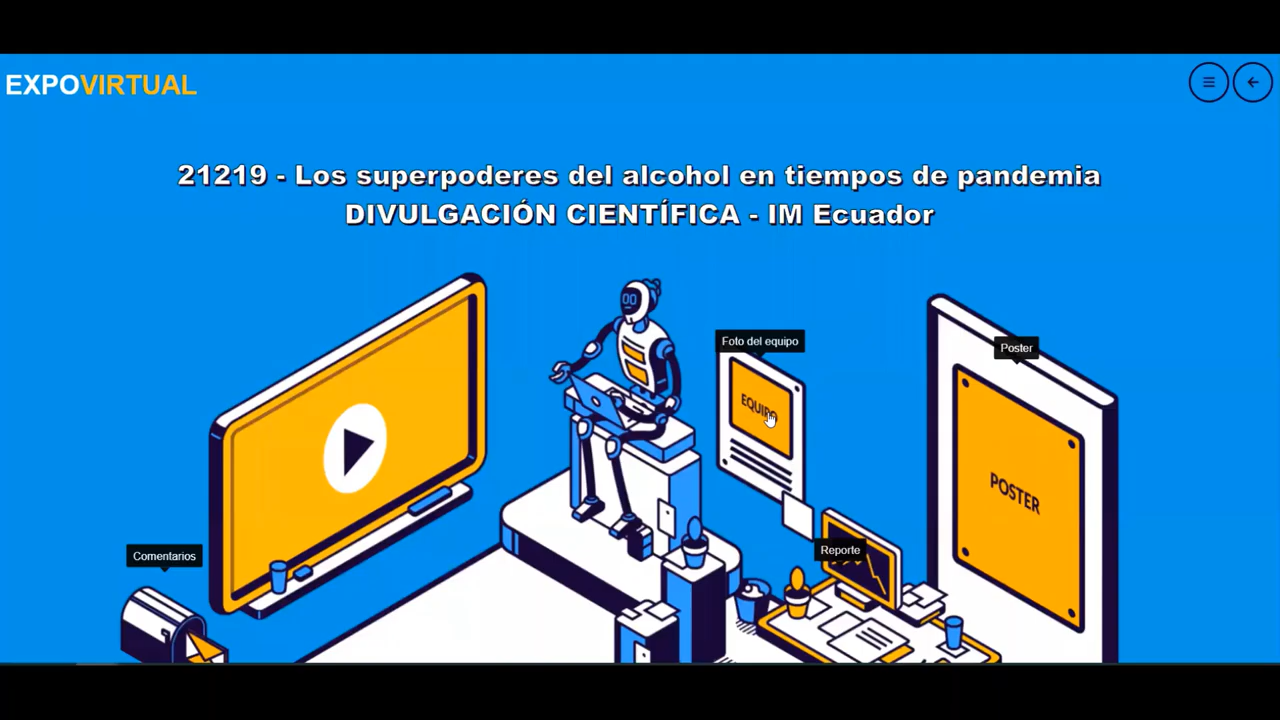 EXPOVIRTUAL
21219 - Los superpoderes del alcohol en tiempos de pandemia
DIVULGACIÓN CIENTÍFICA - IM Ecuador
Foto del equipo
Poster
EQUIPO
POSTER
Comentarios
Reporte